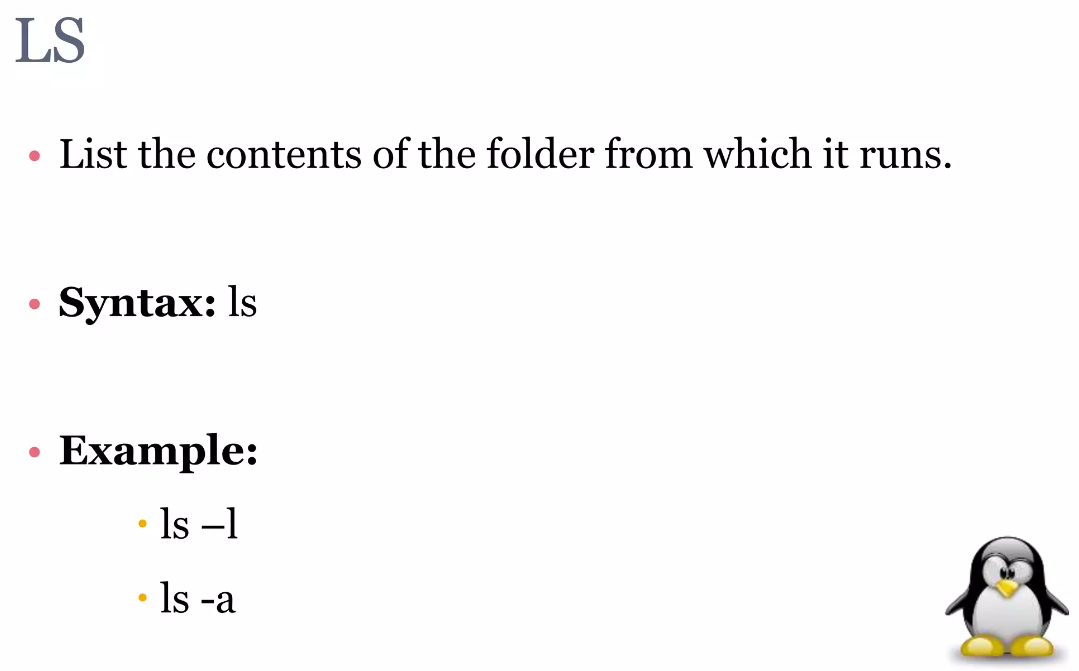 LS
• List the contents of the folder from which it runs.
• Syntax: ls
• Example:
• ls –l
• ls -a